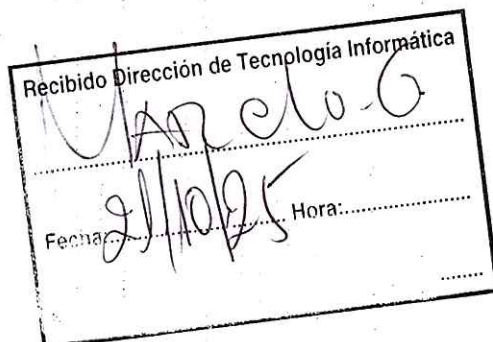 Recibido Dirección de Tecnología Informática
MARCelo-G
Fecha: 21/10/25 Hora: